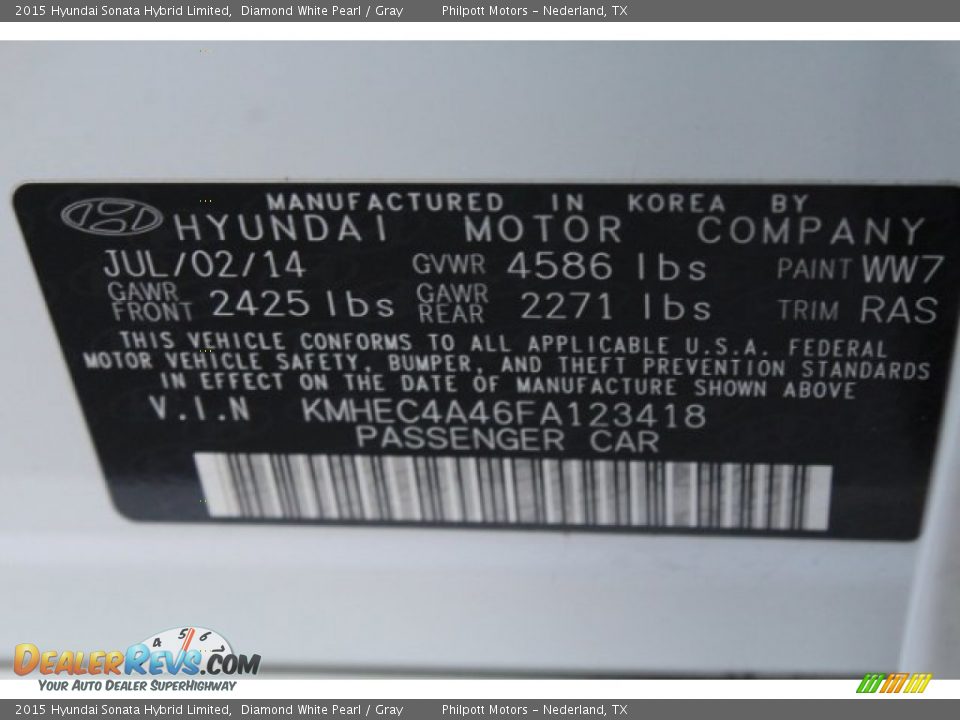 2015 Hyundai Sonata Hybrid Limited,  Diamond White Pearl / Gray  Philpott Motors - Nederland, TX
MANUFACTURED IN KOREA BY
HYUNDAI MOTOR COMPANY
JUL/02/14 GVWR 4586 lbs PAINT WW7
GAWR FRONT 2425 lbs GAWR REAR 2271 lbs TRIM RAS
THIS VEHICLE CONFORMS TO ALL APPLICABLE U.S.A. FEDERAL
MOTOR VEHICLE SAFETY, BUMPER, AND THEFT PREVENTION STANDARDS
IN EFFECT ON THE DATE OF MANUFACTURE SHOWN ABOVE
V.I.N KMHEC4A46FA123418
PASSENGER CAR
4 5 6 7
DEALERREVS.COM
YOUR AUTO DEALER SUPERHIGHWAY
2015 Hyundai Sonata Hybrid Limited,  Diamond White Pearl / Gray  Philpott Motors - Nederland, TX